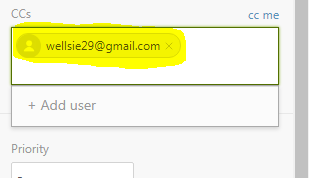 CCs cc me
wellsie29@gmail.com ×
+ Add user
Priority